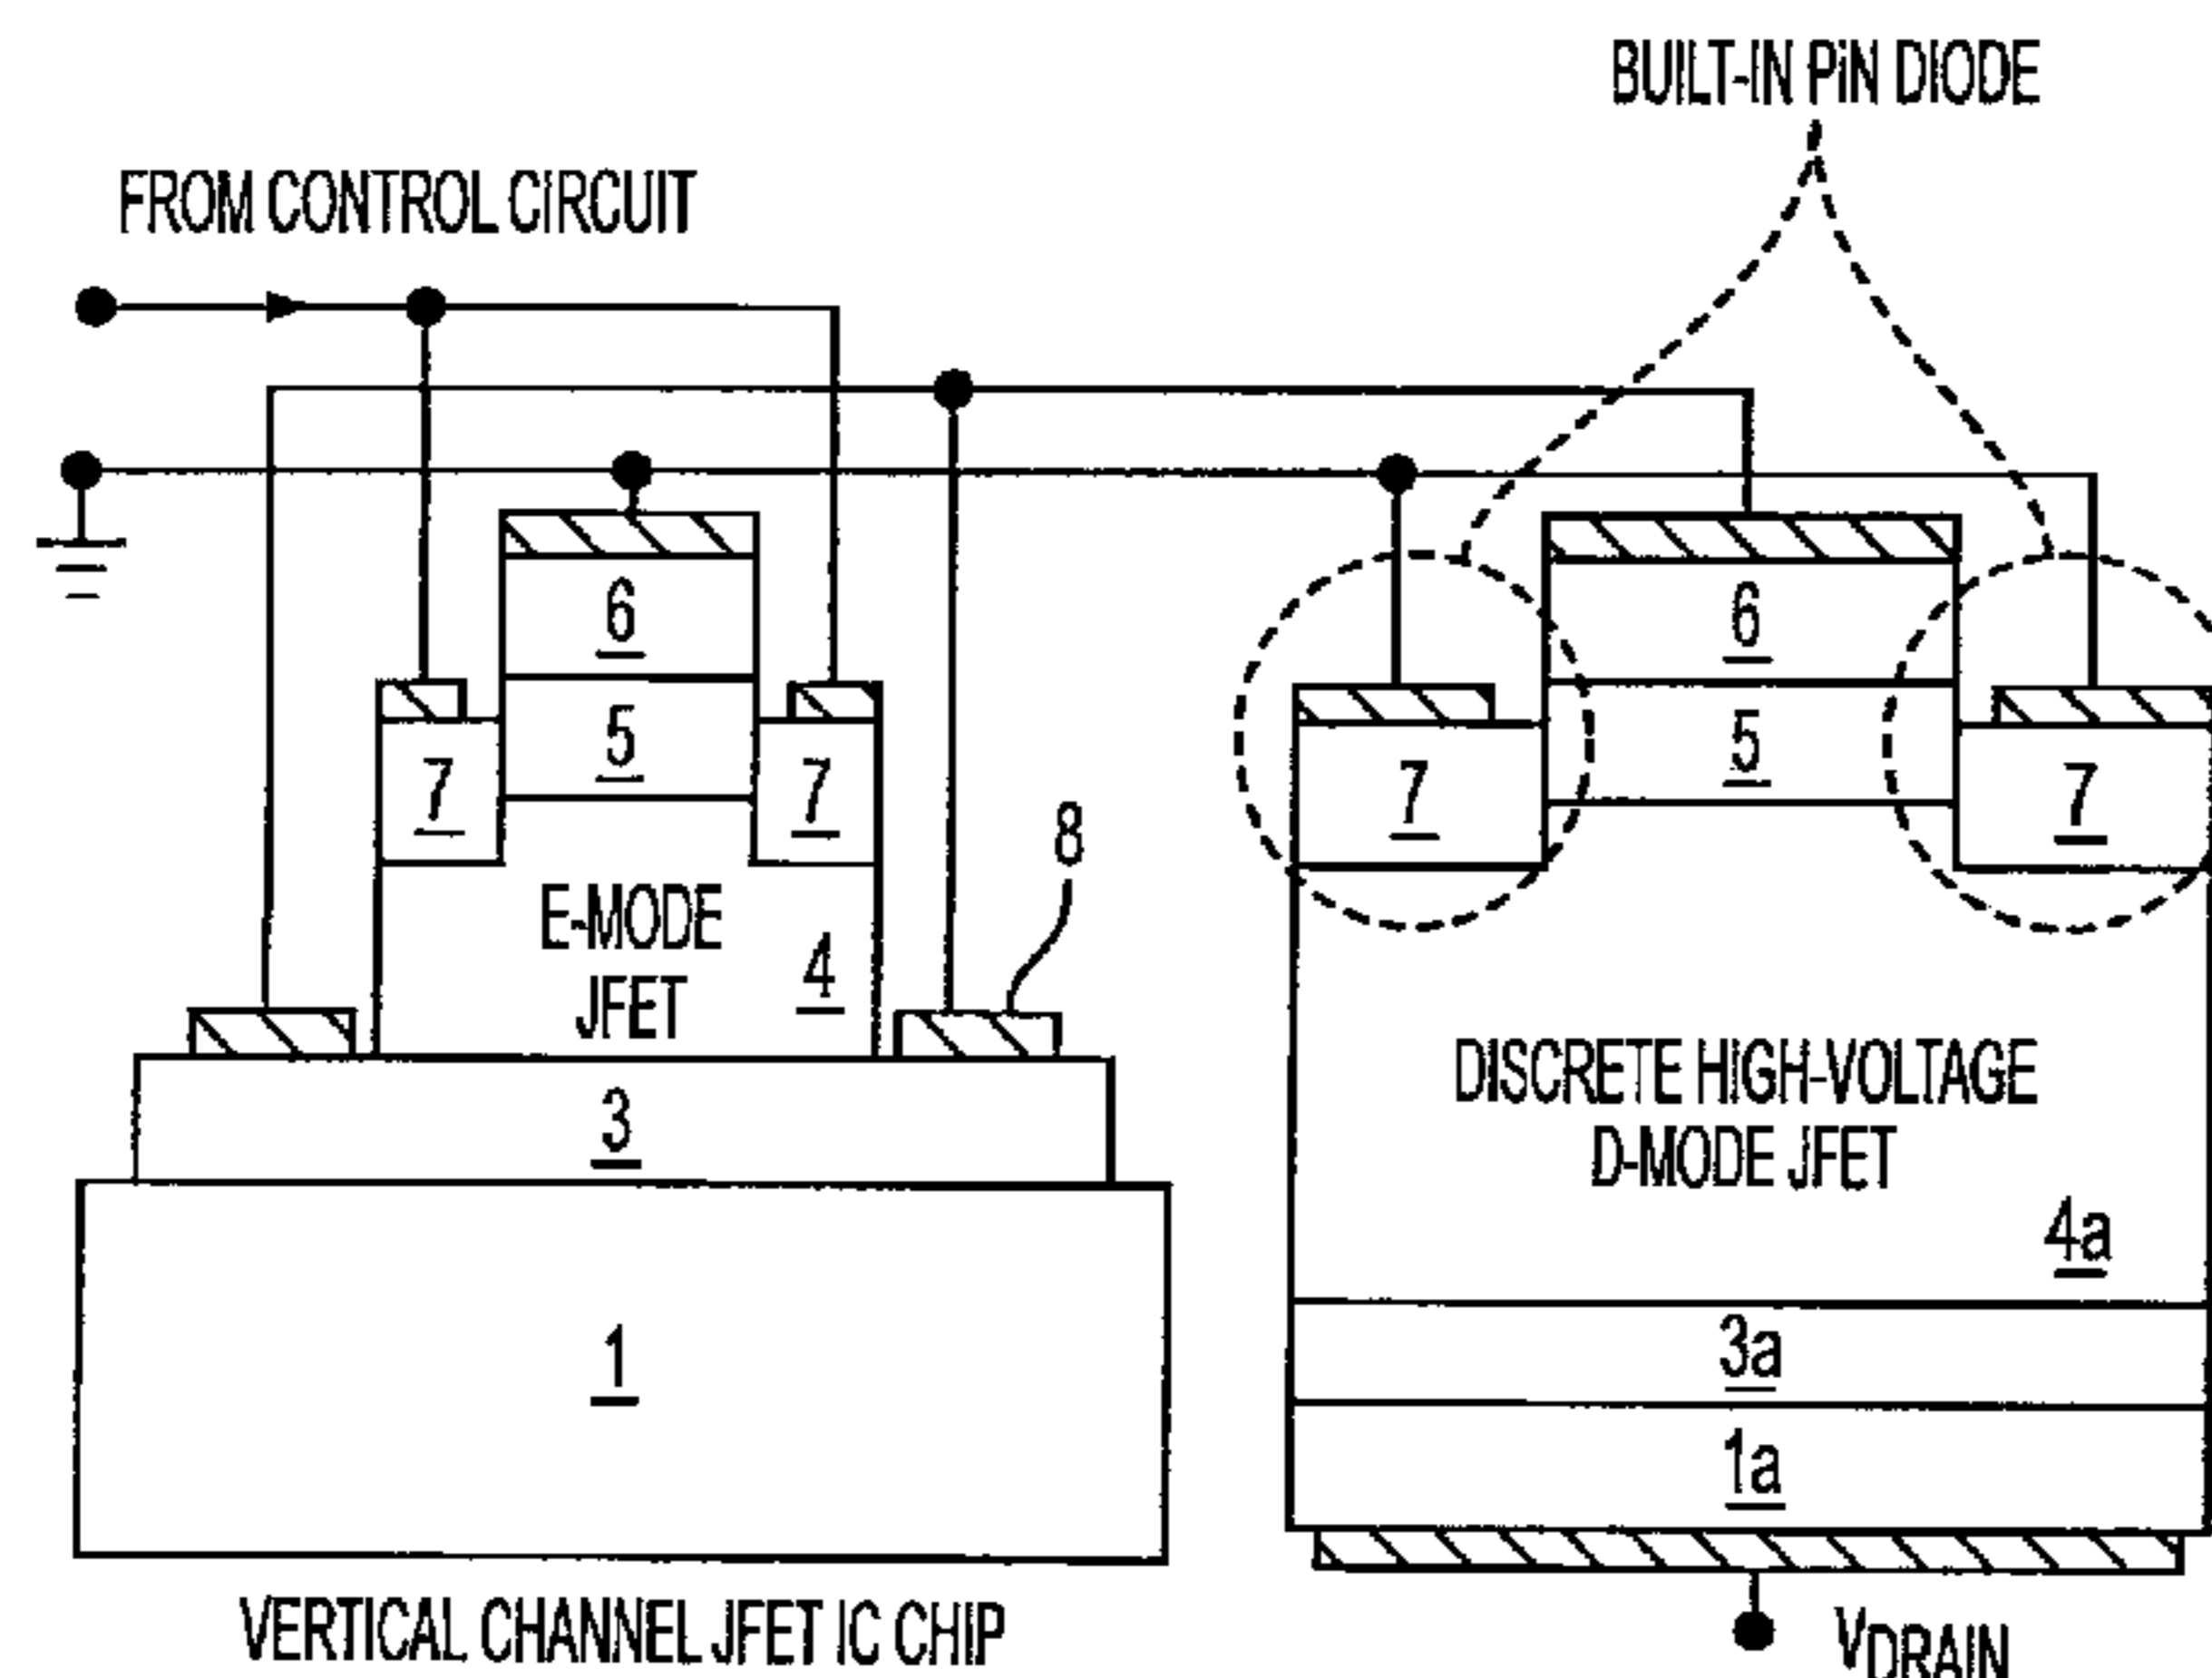 BUILT-IN PiN DIODE
FROM CONTROL CIRCUIT
6
5
7
7
E-MODE
JFET
4
8
3
1
VERTICAL CHANNEL JFET IC CHIP
6
5
7
7
DISCRETE HIGH-VOLTAGE
D-MODE JFET
4a
3a
1a
VDRAIN